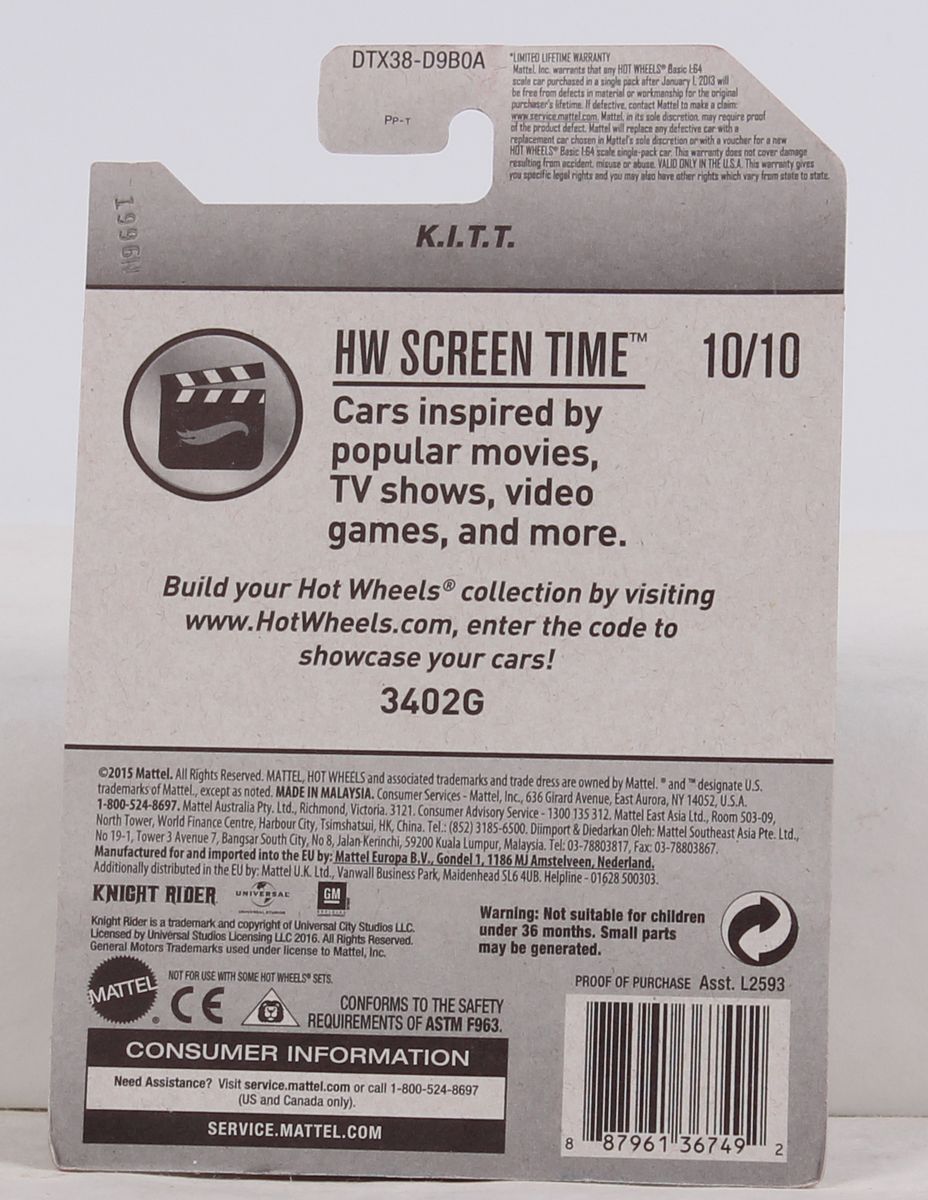 DTX38-D9B0A
PP-T
*LIMITED LIFETIME WARRANTY
Mattel, Inc. warrants that any HOT WHEELS® Basic 1:64
scale car purchased in a single pack after January 1, 2013 will
be free from defects in material or workmanship for the original
purchaser's lifetime. If defective, contact Mattel to make a claim:
www.service.mattel.com. Mattel, in its sole discretion, may require proof
of the product defect. Mattel will replace any defective car with a
replacement car chosen in Mattel's sole discretion or with a voucher for a new
HOT WHEELS® Basic 1:64 scale single-pack car. This warranty does not cover damage
resulting from accident, misuse or abuse. VALID ONLY IN THE U.S.A. This warranty gives
you specific legal rights and you may also have other rights which vary from state to state.
K.I.T.T.
HW SCREEN TIME™ 10/10
Cars inspired by
popular movies,
TV shows, video
games, and more.
Build your Hot Wheels® collection by visiting
www.HotWheels.com, enter the code to
showcase your cars!
3402G
©2015 Mattel. All Rights Reserved. MATTEL, HOT WHEELS and associated trademarks and trade dress are owned by Mattel. ® and ™ designate U.S.
trademarks of Mattel., except as noted. MADE IN MALAYSIA. Consumer Services - Mattel, Inc., 636 Girard Avenue, East Aurora, NY 14052, U.S.A.
1-800-524-8697. Mattel Australia Pty. Ltd., Richmond, Victoria. 3121. Consumer Advisory Service - 1300 135 312. Mattel East Asia Ltd., Room 503-09,
North Tower, World Finance Centre, Harbour City, Tsimshatsui, HK, China. Tel.: (852) 3185-6500. Diimport & Diedarkan Oleh: Mattel Southeast Asia Pte. Ltd.,
No 19-1, Tower 3 Avenue 7, Bangsar South City, No 8, Jalan Kerinchi, 59200 Kuala Lumpur, Malaysia. Tel: 03-78803817, Fax: 03-78803867.
Manufactured for and imported into the EU by: Mattel Europa B.V., Gondel 1, 1186 MJ Amstelveen, Nederland.
Additionally distributed in the EU by: Mattel U.K. Ltd., Vanwall Business Park, Maidenhead SL6 4UB. Helpline - 01628 500303.
KNIGHT RIDER UNIVERSAL GM
UNIVERSAL STUDIOS
Knight Rider is a trademark and copyright of Universal City Studios LLC.
Licensed by Universal Studios Licensing LLC 2016. All Rights Reserved.
General Motors Trademarks used under license to Mattel, Inc.
Warning: Not suitable for children
under 36 months. Small parts
may be generated.
MATTEL®
NOT FOR USE WITH SOME HOT WHEELS® SETS.
CE
CONFORMS TO THE SAFETY
REQUIREMENTS OF ASTM F963.
PROOF OF PURCHASE Asst. L2593
CONSUMER INFORMATION
Need Assistance? Visit service.mattel.com or call 1-800-524-8697
(US and Canada only).
SERVICE.MATTEL.COM
8 87961 36749 2